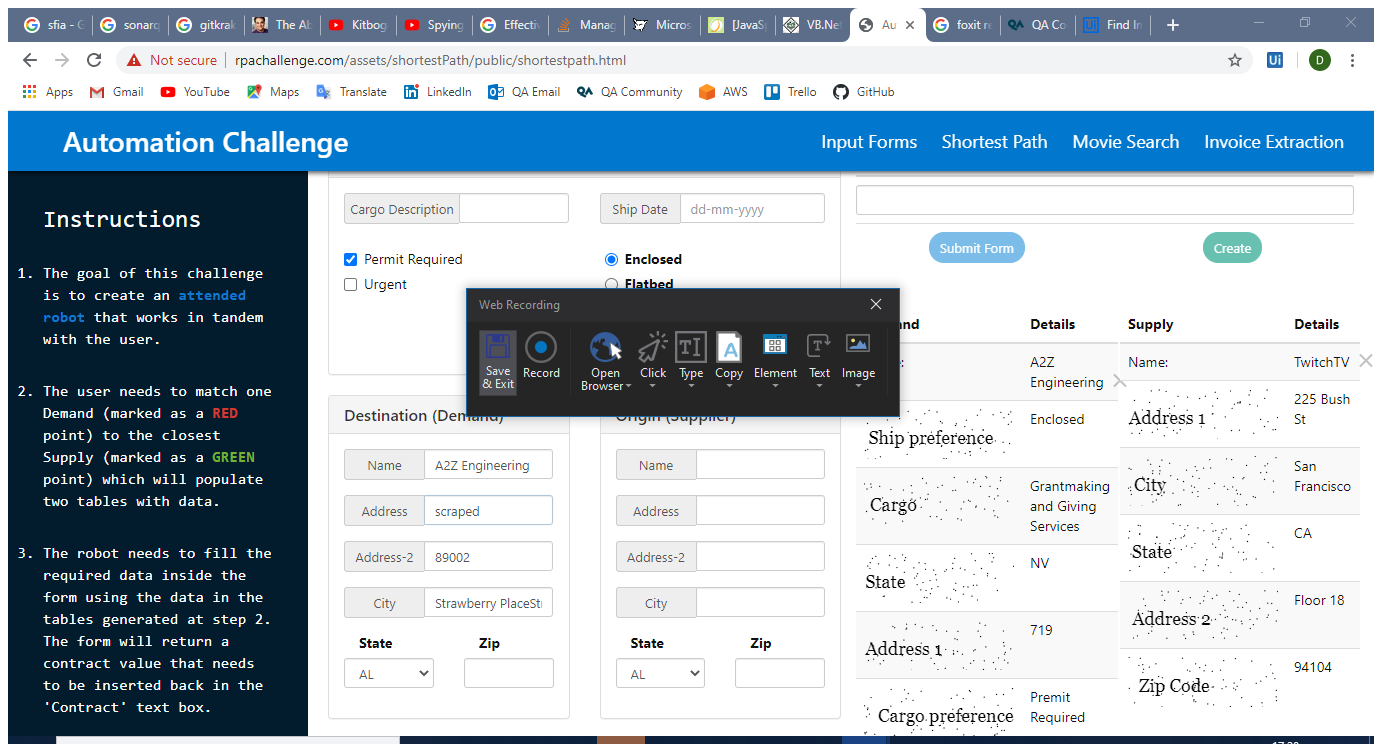 sfia - G
sonarq
gitkrak
The Ab
Kitbog
Spying
Effectiv
Manag
Micros
[JavaSp
VB.Net
Au
foxit re
QA Co
Find In
Not secure
rpachallenge.com/assets/shortestPath/public/shortestpath.html
Ui
D
Apps
Gmail
YouTube
Maps
Translate
LinkedIn
QA Email
QA Community
AWS
Trello
GitHub
Automation Challenge
Input Forms
Shortest Path
Movie Search
Invoice Extraction
Instructions
1. The goal of this challenge
is to create an attended
robot that works in tandem
with the user.
2. The user needs to match one
Demand (marked as a RED
point) to the closest
Supply (marked as a GREEN
point) which will populate
two tables with data.
3. The robot needs to fill the
required data inside the
form using the data in the
tables generated at step 2.
The form will return a
contract value that needs
to be inserted back in the
'Contract' text box.
Cargo Description
Ship Date
dd-mm-yyyy
Permit Required
Urgent
Enclosed
Flatbed
Web Recording
Save
& Exit
Record
Open
Browser
Click
Type
Copy
Element
Text
Image
Destination (Demand)
Name
A2Z Engineering
Address
scraped
Address-2
89002
City
Strawberry PlaceSt
State
Zip
AL
Origin (Supplier)
Name
Address
Address-2
City
State
Zip
AL
Submit Form
Create
and
Details
:
A2Z
Engineering
Ship preference
Enclosed
Cargo
Grantmaking
and Giving
Services
State
NV
Address 1
719
Cargo preference
Premit
Required
Supply
Details
Name:
TwitchTV
Address 1
225 Bush
St
City
San
Francisco
State
CA
Address 2
Floor 18
Zip Code
94104